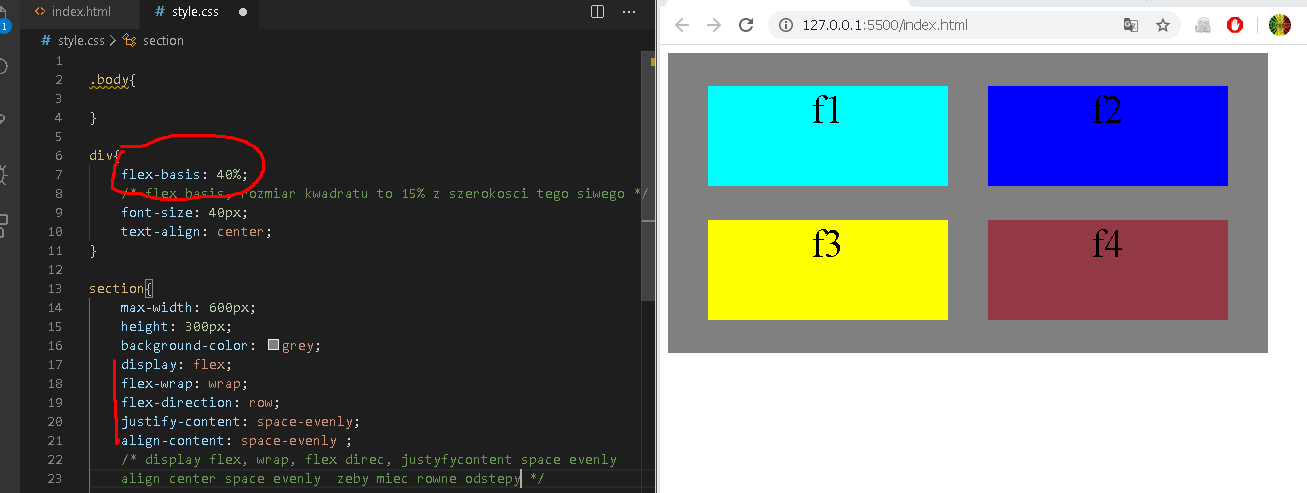 index.html
# style.css
1
# style.css > section
127.0.0.1:5500/index.html
1
2 .body{
3
4 }
5
6 div{
7 flex-basis: 40%;
8 /* flex basis, rozmiar kwadratu to 15% z szerokosci tego siwego */
9 font-size: 40px;
10 text-align: center;
11 }
12
13 section{
14 max-width: 600px;
15 height: 300px;
16 background-color: grey;
17 display: flex;
18 flex-wrap: wrap;
19 flex-direction: row;
20 justify-content: space-evenly;
21 align-content: space-evenly ;
22 /* display flex, wrap, flex direc, justyfycontent space evenly
23 align center space evenly  zeby miec rowne odstepy */
f1
f2
f3
f4